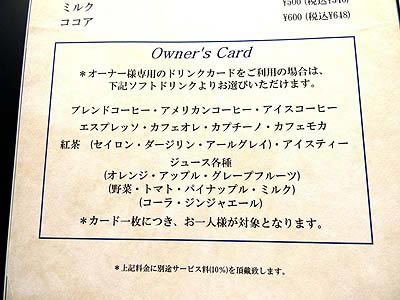 ミルク ¥500 (税込¥540)
ココア ¥600 (税込¥648)
Owner's Card
＊オーナー様専用のドリンクカードをご利用の場合は、
下記ソフトドリンクよりお選びいただけます。
ブレンドコーヒー・アメリカンコーヒー・アイスコーヒー
エスプレッソ・カフェオレ・カプチーノ・カフェモカ
紅茶 （セイロン・ダージリン・アールグレイ）・アイスティー
ジュース各種
(オレンジ・アップル・グレープフルーツ)
(野菜・トマト・パイナップル・ミルク)
(コーラ・ジンジャエール)
＊カード一枚につき、お一人様が対象となります。
＊上記料金に別途サービス料(10%)を頂戴致します。